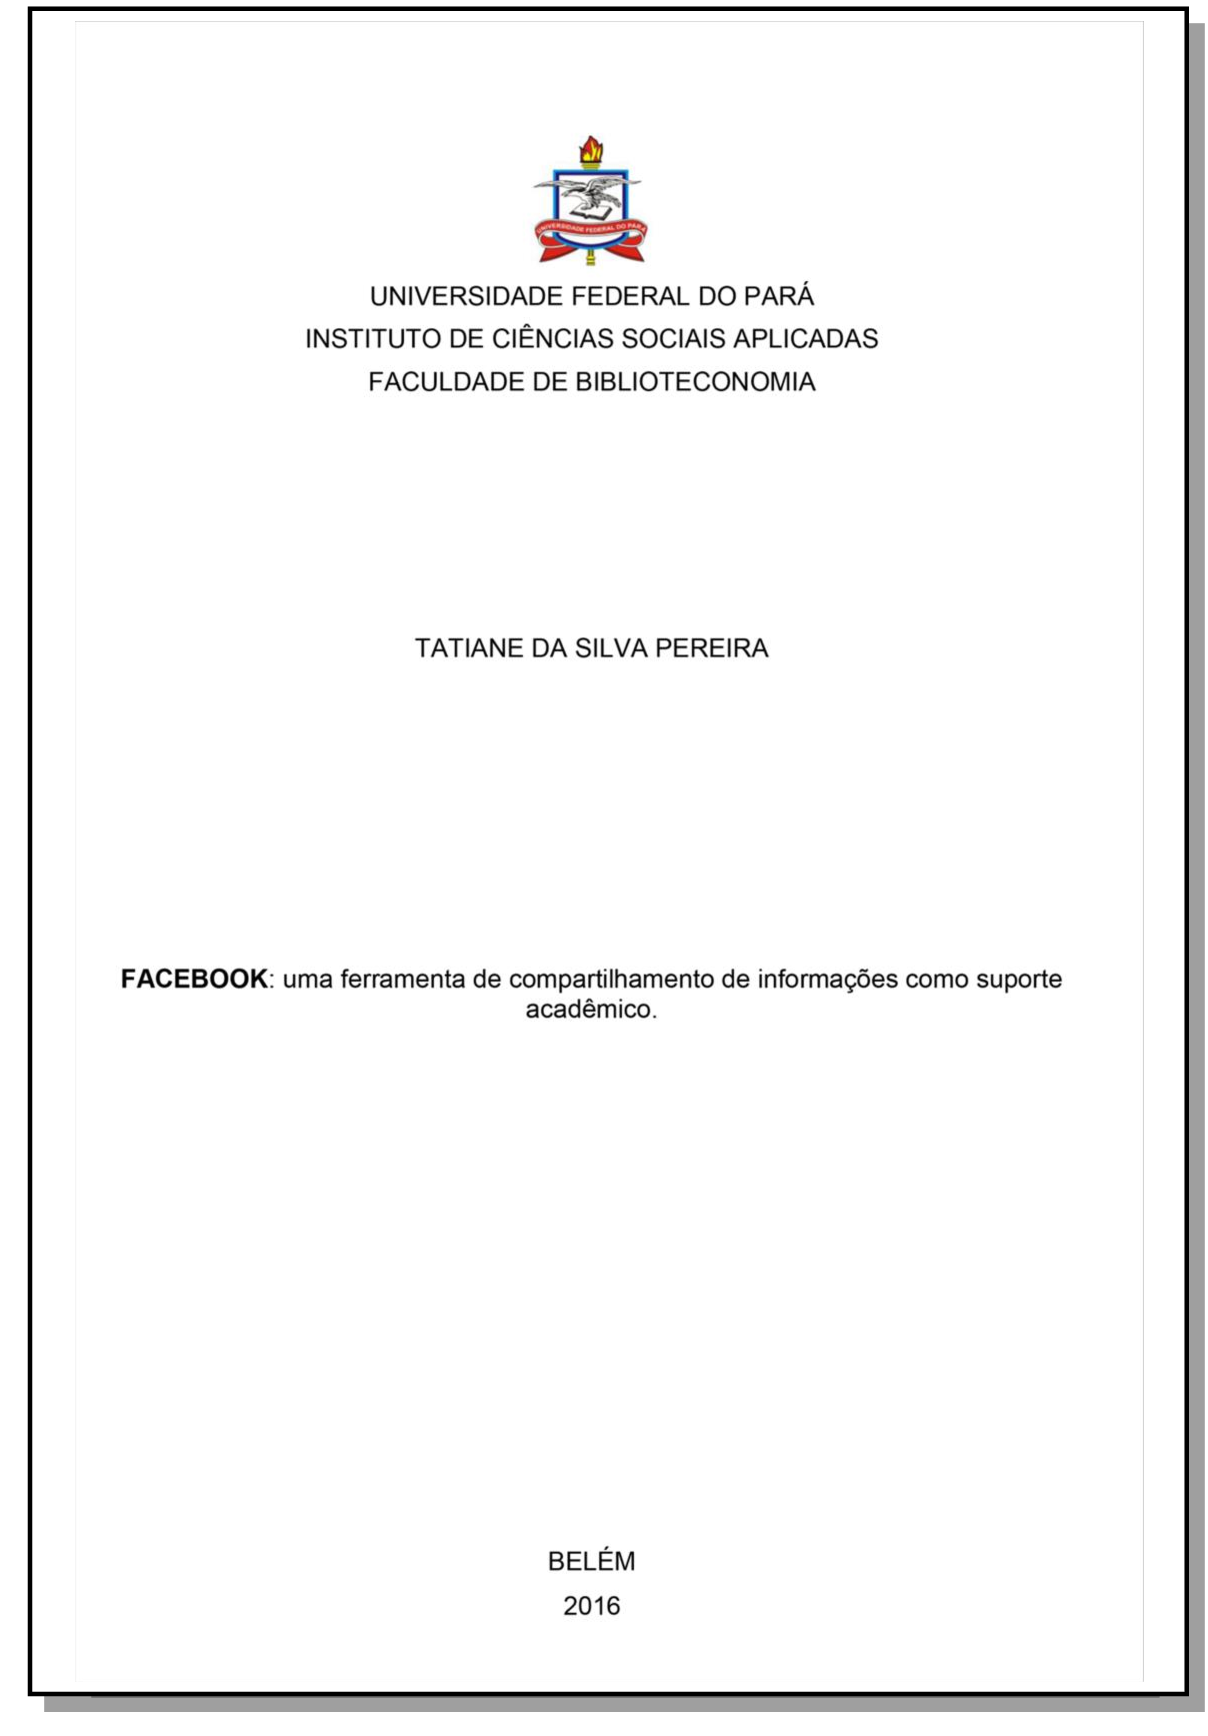 UNIVERSIDADE FEDERAL DO PARÁ
UNIVERSIDADE FEDERAL DO PARÁ
INSTITUTO DE CIÊNCIAS SOCIAIS APLICADAS
FACULDADE DE BIBLIOTECONOMIA
TATIANE DA SILVA PEREIRA
FACEBOOK: uma ferramenta de compartilhamento de informações como suporte
acadêmico.
BELÉM
2016